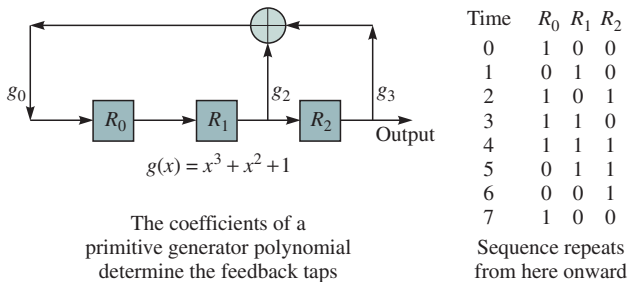 g₀
g₂
g₃
R₀
R₁
R₂
Output
g(x) = x³ + x² + 1
The coefficients of a
primitive generator polynomial
determine the feedback taps
Time R₀ R₁ R₂
0 1 0 0
1 0 1 0
2 1 0 1
3 1 1 0
4 1 1 1
5 0 1 1
6 0 0 1
7 1 0 0
Sequence repeats
from here onward